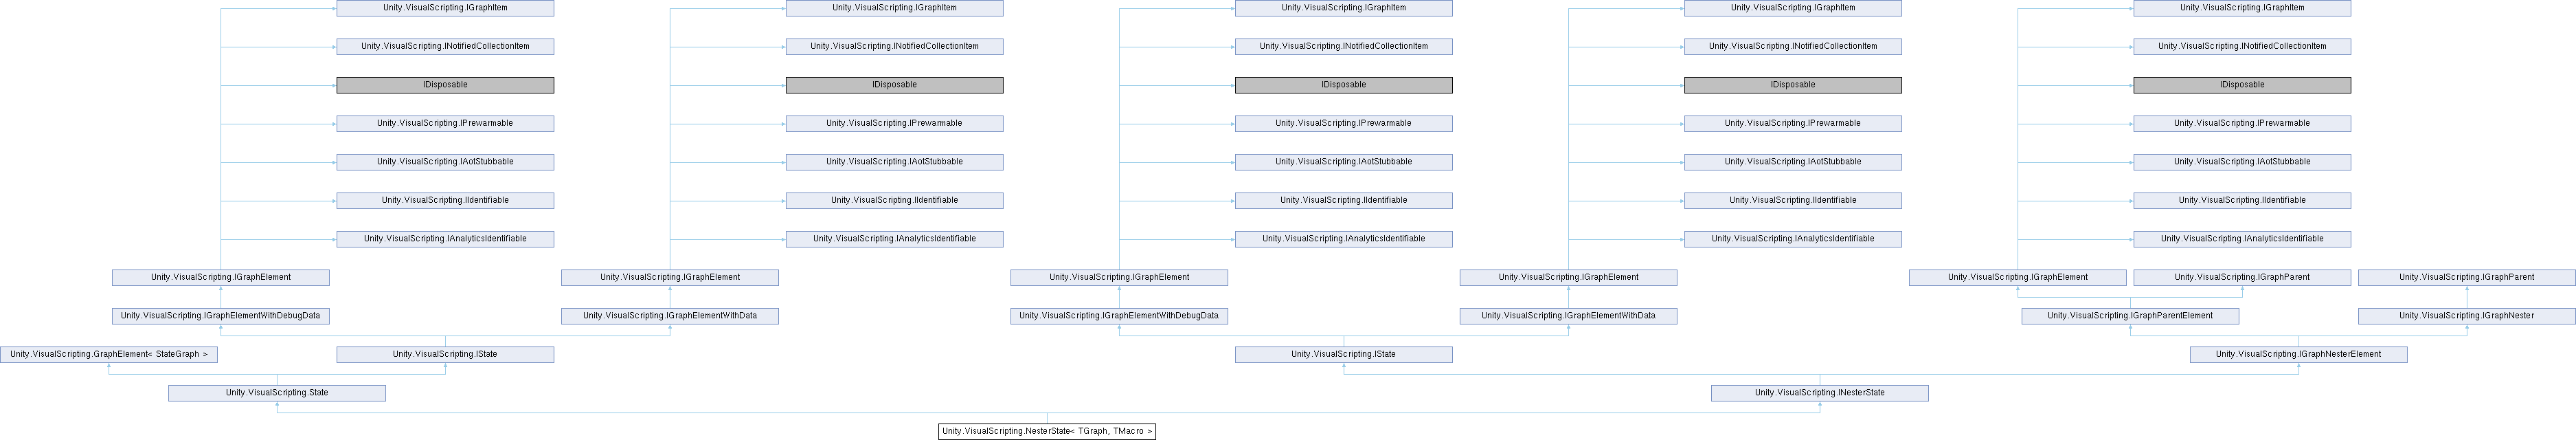 Unity.VisualScripting.IGraphItem Unity.VisualScripting.IGraphItem Unity.VisualScripting.IGraphItem Unity.VisualScripting.IGraphItem Unity.VisualScripting.IGraphItem
Unity.VisualScripting.INotifiedCollectionItem Unity.VisualScripting.INotifiedCollectionItem Unity.VisualScripting.INotifiedCollectionItem Unity.VisualScripting.INotifiedCollectionItem Unity.VisualScripting.INotifiedCollectionItem
IDisposable IDisposable IDisposable IDisposable IDisposable
Unity.VisualScripting.IPrewarmable Unity.VisualScripting.IPrewarmable Unity.VisualScripting.IPrewarmable Unity.VisualScripting.IPrewarmable Unity.VisualScripting.IPrewarmable
Unity.VisualScripting.IAotStubbable Unity.VisualScripting.IAotStubbable Unity.VisualScripting.IAotStubbable Unity.VisualScripting.IAotStubbable Unity.VisualScripting.IAotStubbable
Unity.VisualScripting.IIdentifiable Unity.VisualScripting.IIdentifiable Unity.VisualScripting.IIdentifiable Unity.VisualScripting.IIdentifiable Unity.VisualScripting.IIdentifiable
Unity.VisualScripting.IAnalyticsIdentifiable Unity.VisualScripting.IAnalyticsIdentifiable Unity.VisualScripting.IAnalyticsIdentifiable Unity.VisualScripting.IAnalyticsIdentifiable Unity.VisualScripting.IAnalyticsIdentifiable
Unity.VisualScripting.IGraphElement Unity.VisualScripting.IGraphElement Unity.VisualScripting.IGraphElement Unity.VisualScripting.IGraphElement Unity.VisualScripting.IGraphElement Unity.VisualScripting.IGraphParent Unity.VisualScripting.IGraphParent
Unity.VisualScripting.IGraphElementWithDebugData Unity.VisualScripting.IGraphElementWithData Unity.VisualScripting.IGraphElementWithDebugData Unity.VisualScripting.IGraphElementWithData Unity.VisualScripting.IGraphParentElement Unity.VisualScripting.IGraphNester
Unity.VisualScripting.GraphElement< StateGraph > Unity.VisualScripting.IState Unity.VisualScripting.IState Unity.VisualScripting.IGraphNesterElement
Unity.VisualScripting.State Unity.VisualScripting.INesterState
Unity.VisualScripting.NesterState< TGraph, TMacro >